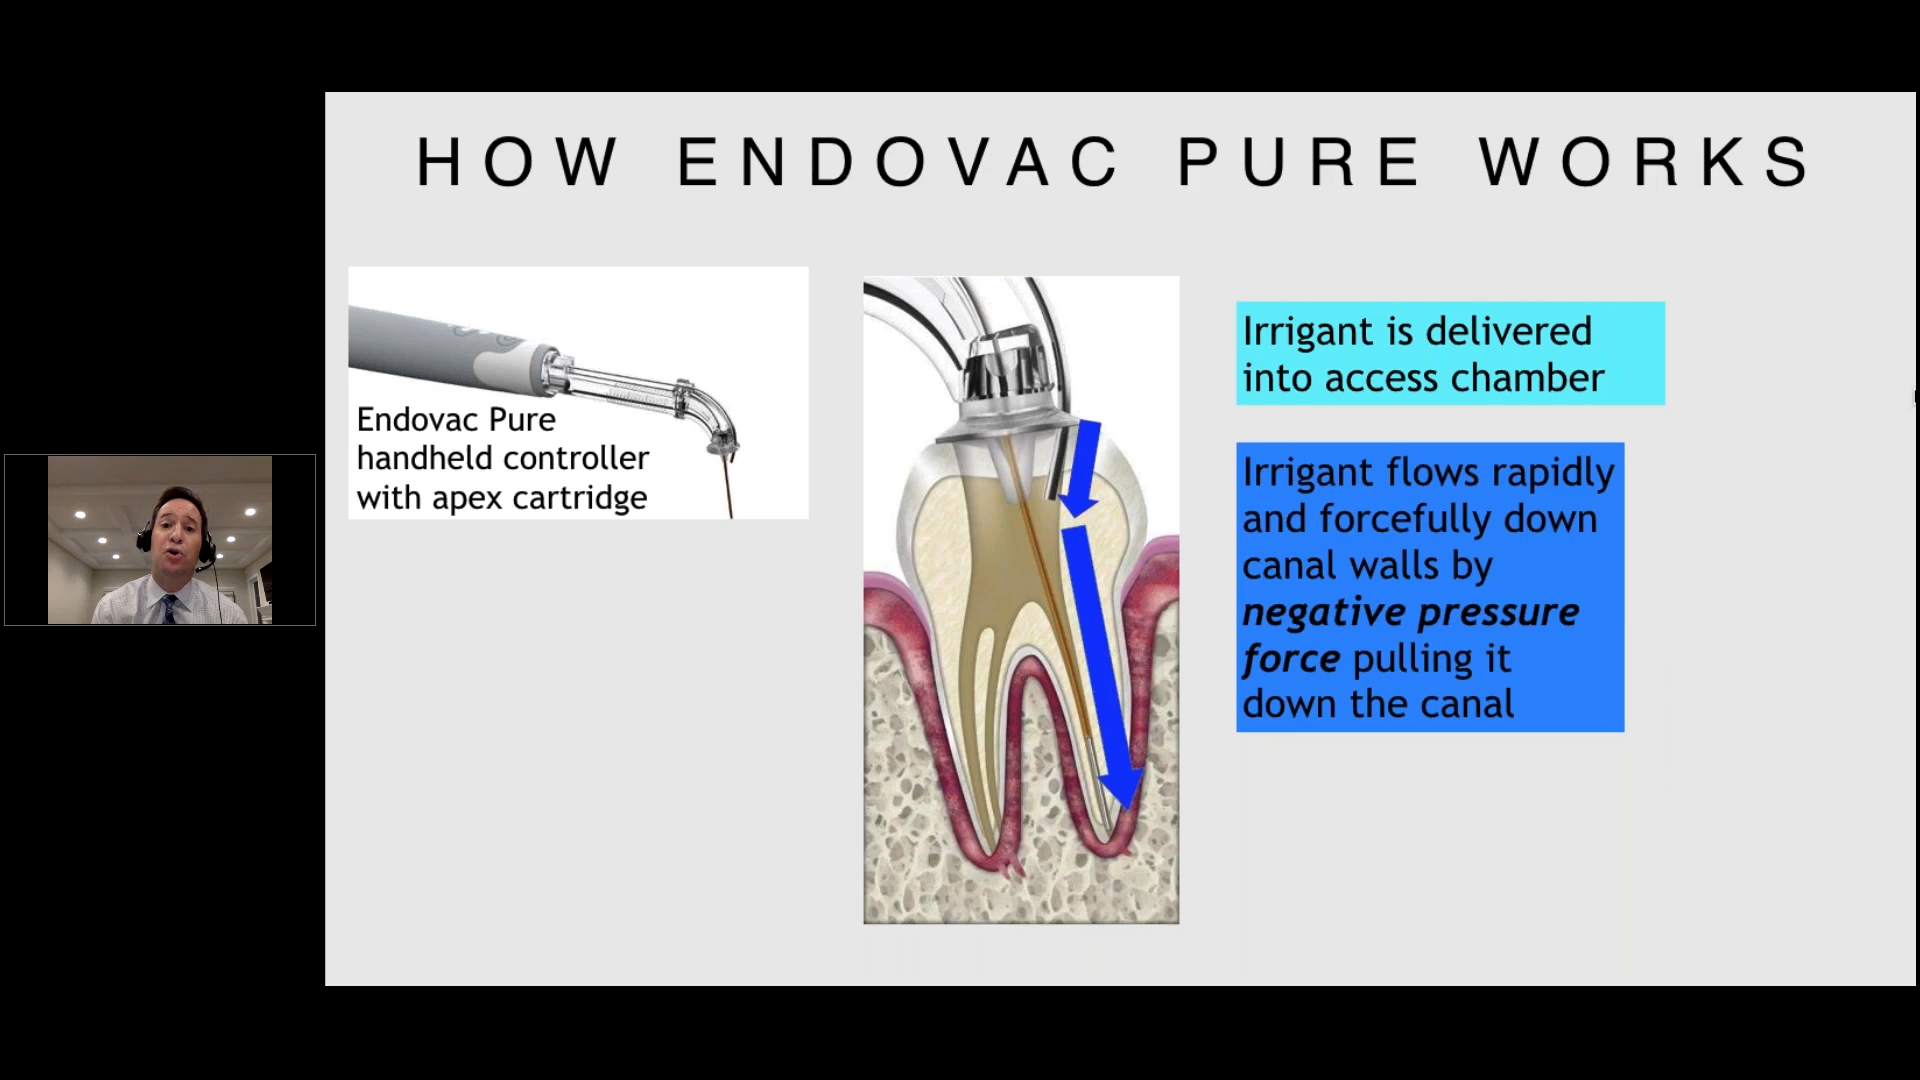 HOW ENDOVAC PURE WORKS
Endovac Pure
handheld controller
with apex cartridge
Irrigant is delivered
into access chamber
Irrigant flows rapidly
and forcefully down
canal walls by
negative pressure
force pulling it
down the canal